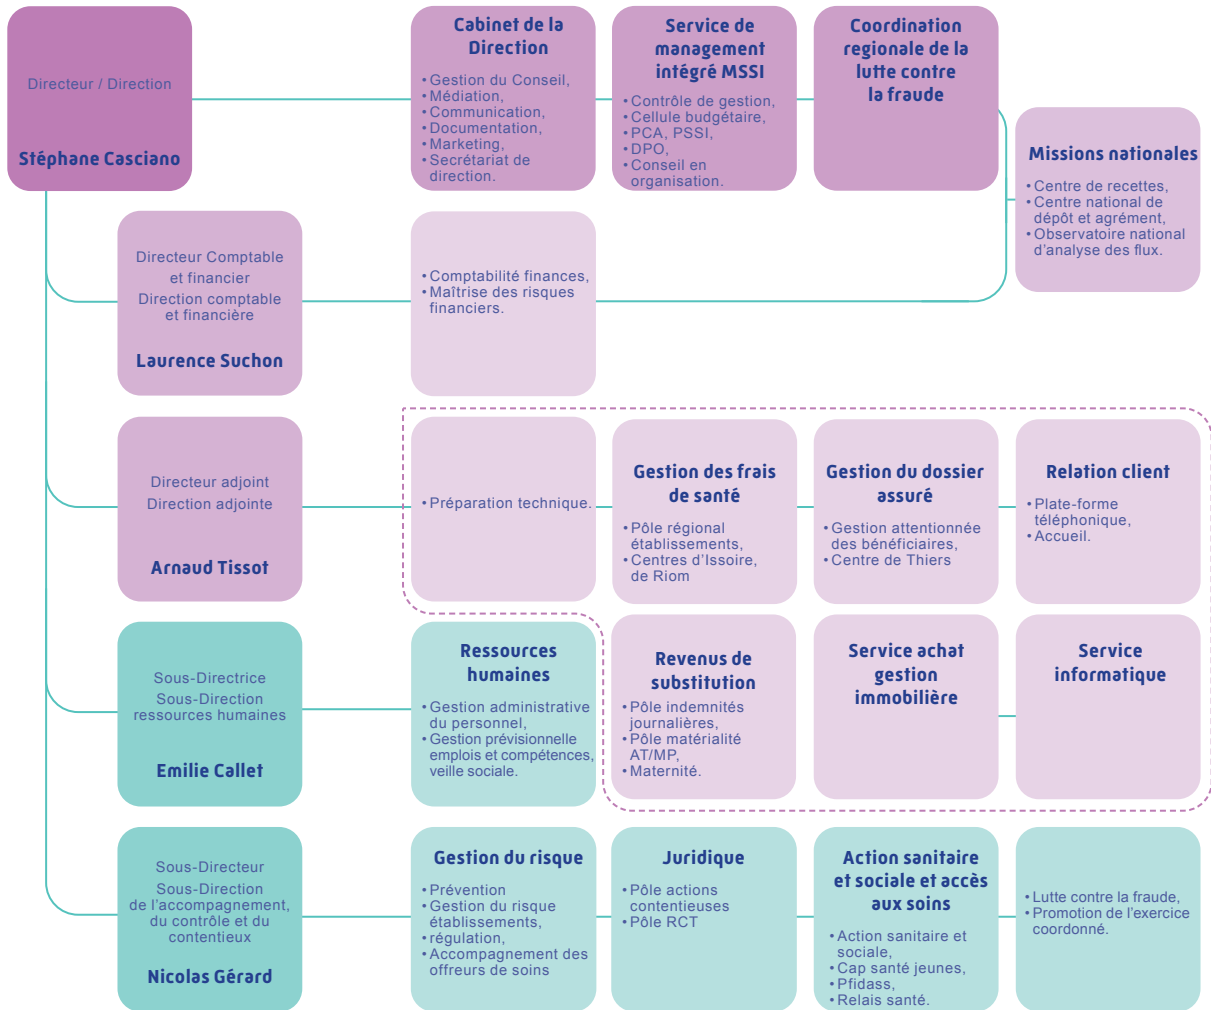 Directeur / Direction
Stéphane Casciano
Cabinet de la
Direction
• Gestion du Conseil,
• Médiation,
• Communication,
• Documentation,
• Marketing,
• Secrétariat de
direction.
Service de
management
intégré MSSI
• Contrôle de gestion,
• Cellule budgétaire,
• PCA, PSSI,
• DPO,
• Conseil en
organisation.
Coordination
regionale de la
lutte contre
la fraude
Missions nationales
• Centre de recettes,
• Centre national de
dépôt et agrément,
• Observatoire national
d'analyse des flux.
Directeur Comptable
et financier
Direction comptable
et financière
Laurence Suchon
• Comptabilité finances,
• Maîtrise des risques
financiers.
Directeur adjoint
Direction adjointe
Arnaud Tissot
• Préparation technique.
Gestion des frais
de santé
• Pôle régional
établissements,
• Centres d'Issoire,
de Riom
Gestion du dossier
assuré
• Gestion attentionnée
des bénéficiaires,
• Centre de Thiers
Relation client
• Plate-forme
téléphonique,
• Accueil.
Sous-Directrice
Sous-Direction
ressources humaines
Emilie Callet
Ressources
humaines
• Gestion administrative
du personnel,
• Gestion prévisionnelle
emplois et compétences,
veille sociale.
Revenus de
substitution
• Pôle indemnités
journalières,
• Pôle matérialité
AT/MP,
• Maternité.
Service achat
gestion
immobilière
Service
informatique
Sous-Directeur
Sous-Direction
de l'accompagnement,
du contrôle et du
contentieux
Nicolas Gérard
Gestion du risque
• Prévention
• Gestion du risque
établissements,
• régulation,
• Accompagnement des
offreurs de soins
Juridique
• Pôle actions
contentieuses
• Pôle RCT
Action sanitaire
et sociale et accès
aux soins
• Action sanitaire et
sociale,
• Cap santé jeunes,
• Pfidass,
• Relais santé.
• Lutte contre la fraude,
• Promotion de l'exercice
coordonné.